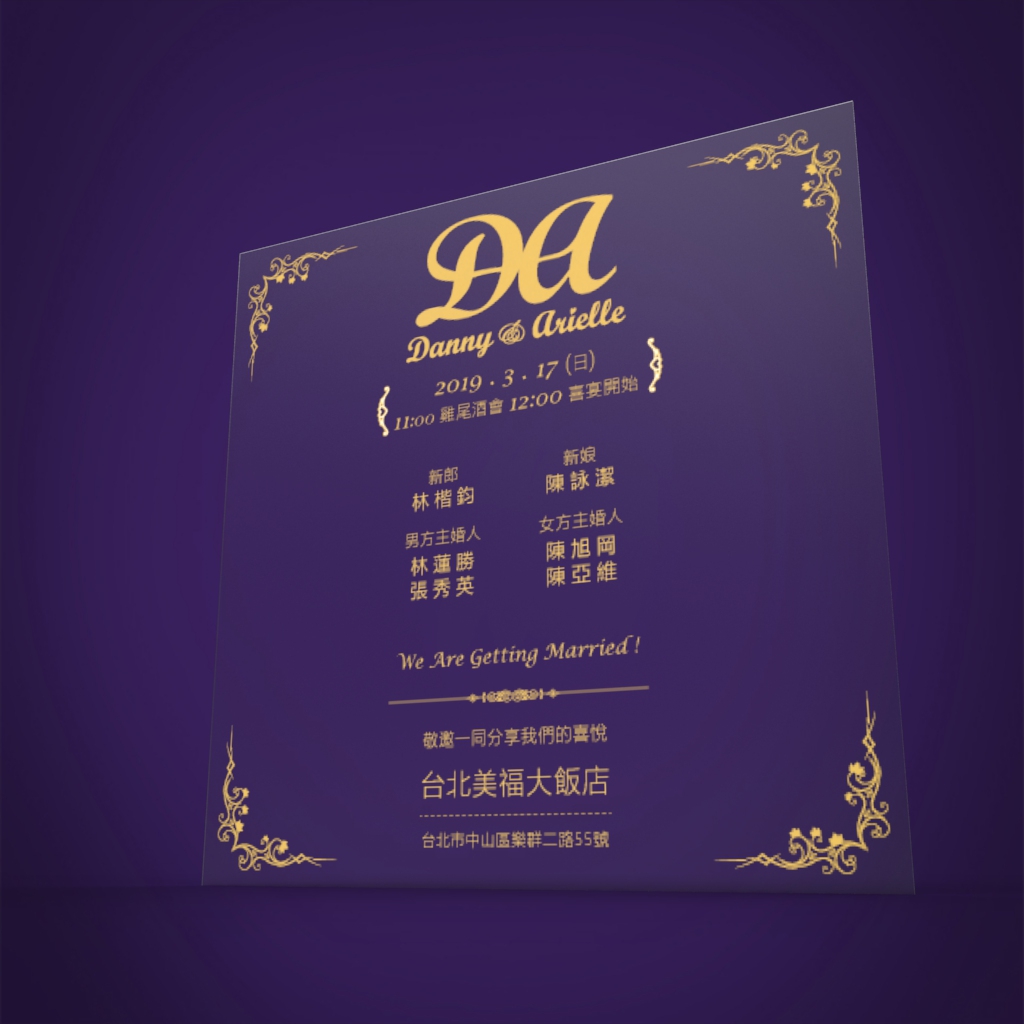 DA
Danny & Arielle
2019 . 3 . 17 (日)
11:00 雞尾酒會 12:00 喜宴開始
新郎
林楷鈞
新娘
陳詠潔
男方主婚人
林蓮勝
張秀英
女方主婚人
陳旭岡
陳亞維
We Are Getting Married !
敬邀一同分享我們的喜悅
台北美福大飯店
台北市中山區樂群二路55號